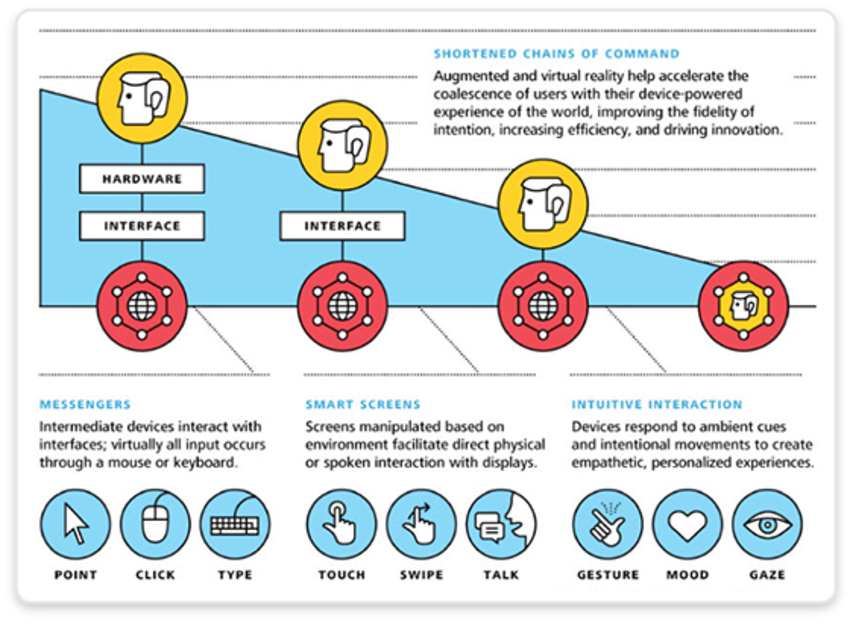 SHORTENED CHAINS OF COMMAND
Augmented and virtual reality help accelerate the
coalescence of users with their device-powered
experience of the world, improving the fidelity of
intention, increasing efficiency, and driving innovation.
HARDWARE
INTERFACE
INTERFACE
MESSENGERS
Intermediate devices interact with
interfaces; virtually all input occurs
through a mouse or keyboard.
POINT
CLICK
TYPE
SMART SCREENS
Screens manipulated based on
environment facilitate direct physical
or spoken interaction with displays.
TOUCH
SWIPE
TALK
INTUITIVE INTERACTION
Devices respond to ambient cues
and intentional movements to create
empathetic, personalized experiences.
GESTURE
MOOD
GAZE